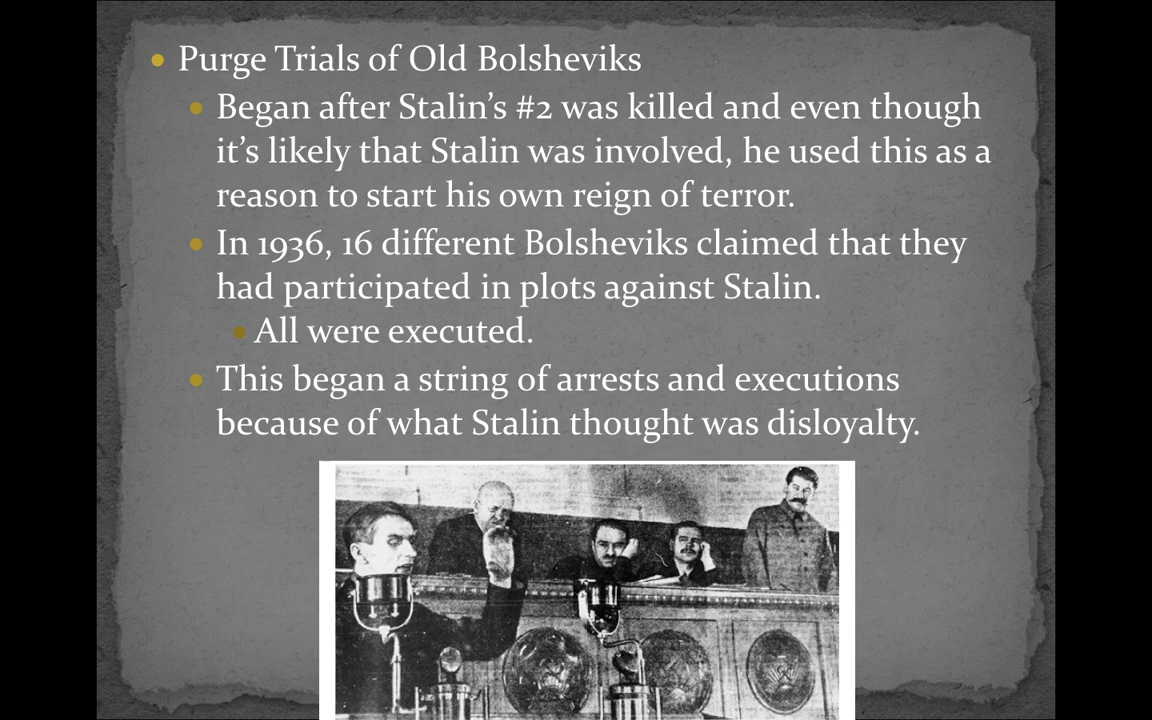 Purge Trials of Old Bolsheviks
Began after Stalin’s #2 was killed and even though
it’s likely that Stalin was involved, he used this as a
reason to start his own reign of terror.
In 1936, 16 different Bolsheviks claimed that they
had participated in plots against Stalin.
All were executed.
This began a string of arrests and executions
because of what Stalin thought was disloyalty.